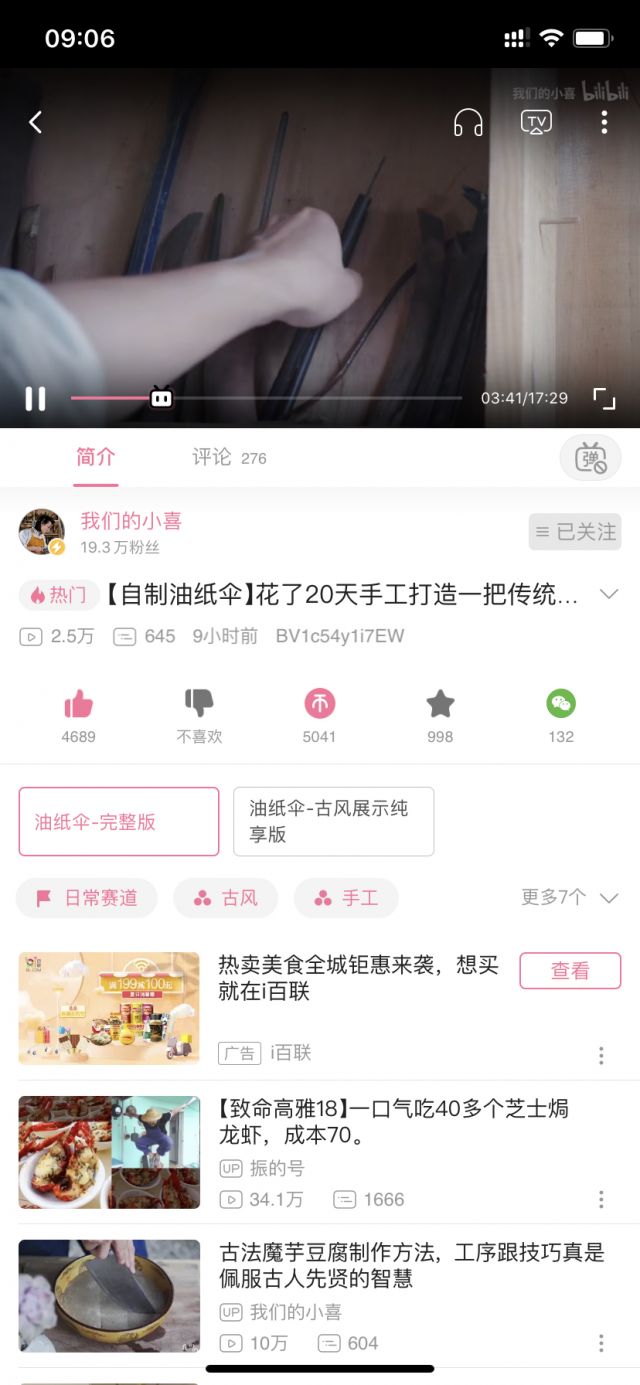 09:06
我们的小喜 bilibili
TV
03:41/17:29
简介
评论 276
弹
我们的小喜
19.3万粉丝
已关注
热门
【自制油纸伞】花了20天手工打造一把传统...
2.5万
645
9小时前
BV1c54y1i7EW
4689
不喜欢
5041
998
132
油纸伞-完整版
油纸伞-古风展示纯
享版
日常赛道
古风
手工
更多7个
满199减100起
热卖美食全城钜惠来袭，想买
就在i百联
查看
广告 i百联
【致命高雅18】一口气吃40多个芝士焗
龙虾，成本70。
UP 振的号
34.1万
1666
古法魔芋豆腐制作方法，工序跟技巧真是
佩服古人先贤的智慧
UP 我们的小喜
10万
604